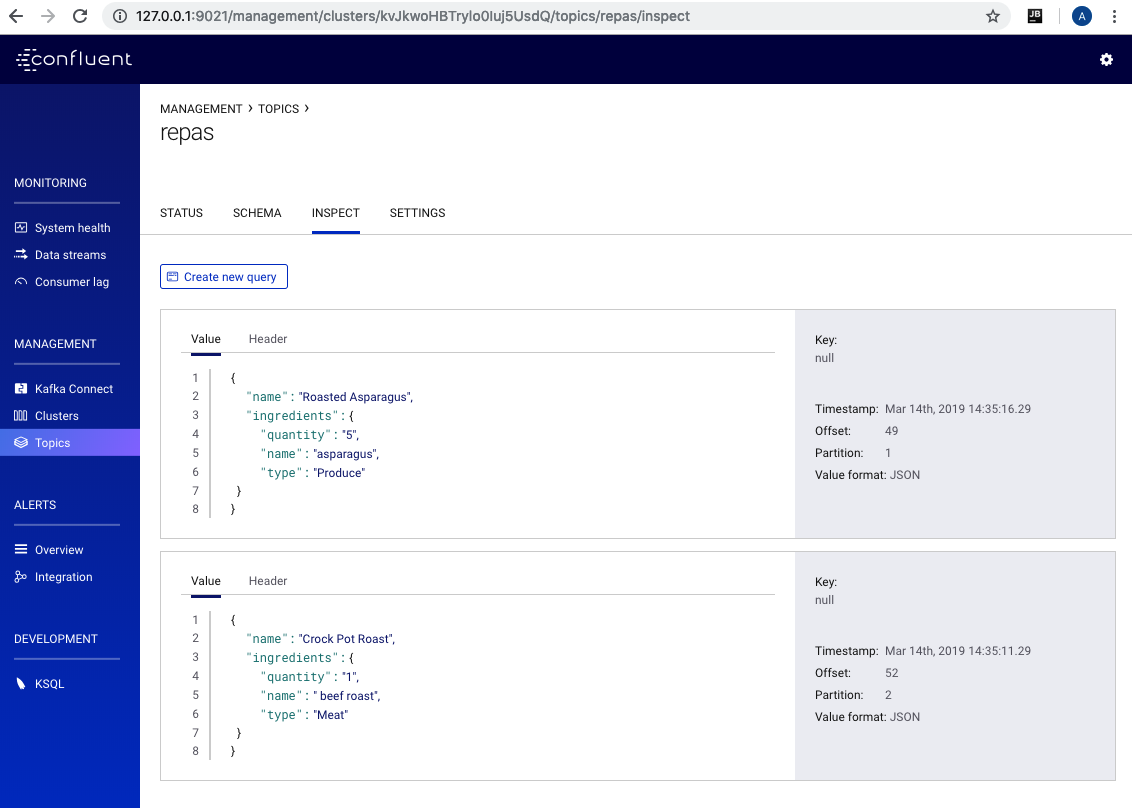 127.0.0.1:9021/management/clusters/kvJkwoHBTrylo0Iuj5UsdQ/topics/repas/inspect
JB
A
confluent
MONITORING
System health
Data streams
Consumer lag
MANAGEMENT
Kafka Connect
Clusters
Topics
ALERTS
Overview
Integration
DEVELOPMENT
KSQL
MANAGEMENT › TOPICS ›
repas
STATUS SCHEMA INSPECT SETTINGS
Create new query
Value Header
1 {
2 "name": "Roasted Asparagus",
3 "ingredients": {
4 "quantity": "5",
5 "name": "asparagus",
6 "type": "Produce"
7 }
8 }
Key:
null
Timestamp: Mar 14th, 2019 14:35:16.29
Offset: 49
Partition: 1
Value format: JSON
Value Header
1 {
2 "name": "Crock Pot Roast",
3 "ingredients": {
4 "quantity": "1",
5 "name": " beef roast",
6 "type": "Meat"
7 }
8 }
Key:
null
Timestamp: Mar 14th, 2019 14:35:11.29
Offset: 52
Partition: 2
Value format: JSON